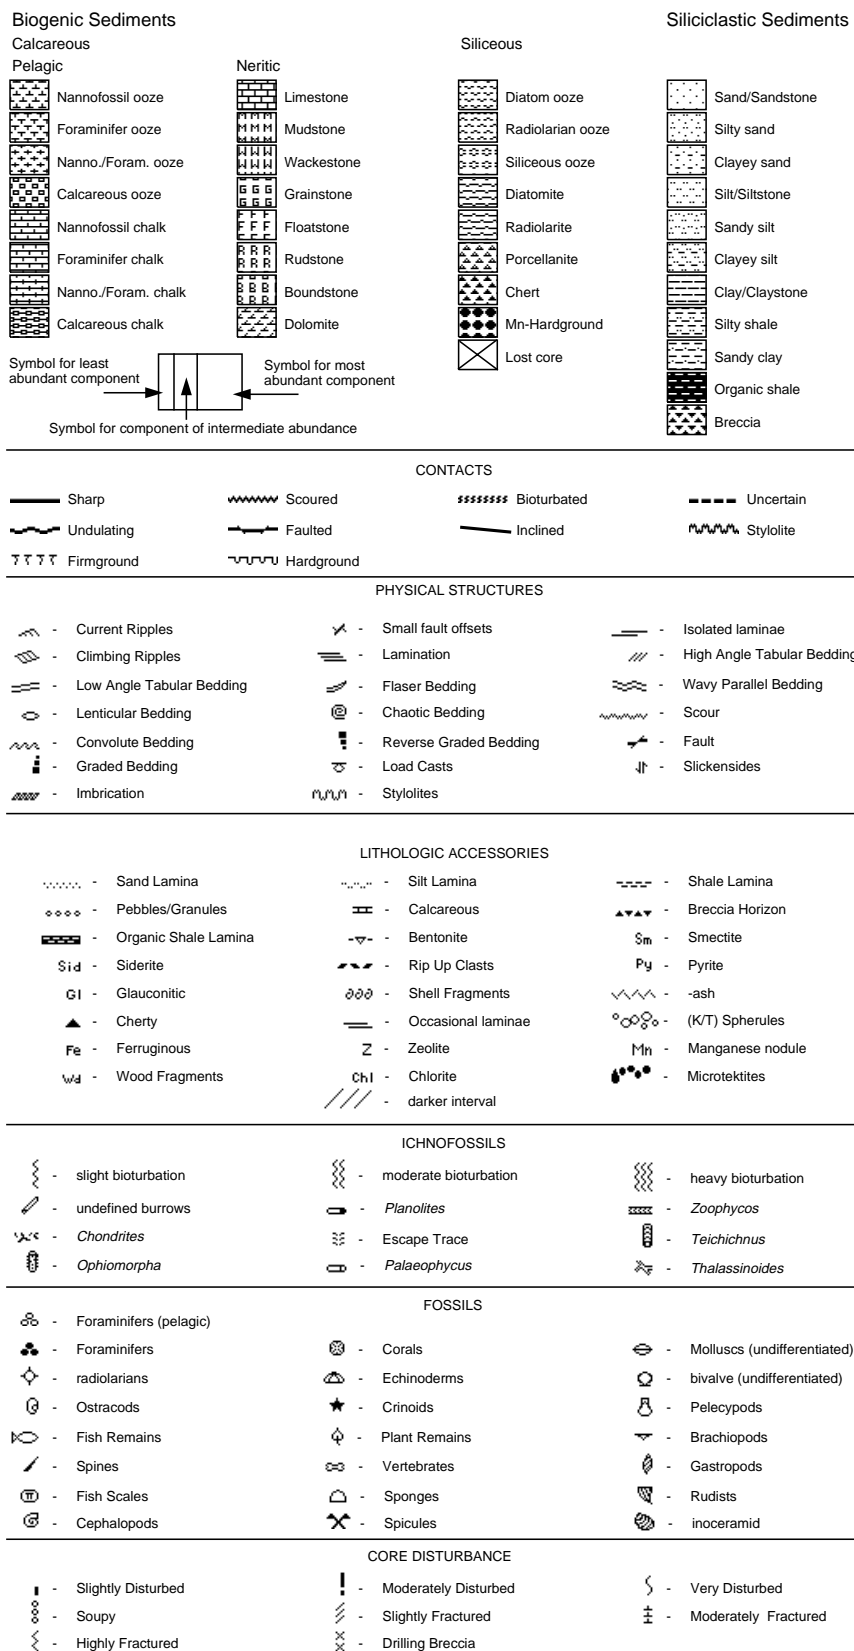 Biogenic Sediments
Siliciclastic Sediments
Calcareous
Siliceous
Pelagic
Neritic
Nannofossil ooze
Limestone
Diatom ooze
Sand/Sandstone
Foraminifer ooze
Mudstone
Radiolarian ooze
Silty sand
Nanno./Foram. ooze
Wackestone
Siliceous ooze
Clayey sand
Calcareous ooze
Grainstone
Diatomite
Silt/Siltstone
Nannofossil chalk
Floatstone
Radiolarite
Sandy silt
Foraminifer chalk
Rudstone
Porcellanite
Clayey silt
Nanno./Foram. chalk
Boundstone
Chert
Clay/Claystone
Calcareous chalk
Dolomite
Mn-Hardground
Silty shale
Lost core
Sandy clay
Organic shale
Breccia
Symbol for least
abundant component
Symbol for most
abundant component
Symbol for component of intermediate abundance
CONTACTS
Sharp
Scoured
Bioturbated
Uncertain
Undulating
Faulted
Inclined
Stylolite
Firmground
Hardground
PHYSICAL STRUCTURES
- Current Ripples
- Small fault offsets
- Isolated laminae
- Climbing Ripples
- Lamination
- High Angle Tabular Bedding
- Low Angle Tabular Bedding
- Flaser Bedding
- Wavy Parallel Bedding
- Lenticular Bedding
- Chaotic Bedding
- Scour
- Convolute Bedding
- Reverse Graded Bedding
- Fault
- Graded Bedding
- Load Casts
- Slickensides
- Imbrication
- Stylolites
LITHOLOGIC ACCESSORIES
- Sand Lamina
- Silt Lamina
- Shale Lamina
- Pebbles/Granules
- Calcareous
- Breccia Horizon
- Organic Shale Lamina
- Bentonite
Sm - Smectite
Sid - Siderite
- Rip Up Clasts
Py - Pyrite
Gl - Glauconitic
- Shell Fragments
- -ash
- Cherty
- Occasional laminae
- (K/T) Spherules
Fe - Ferruginous
Z - Zeolite
Mn - Manganese nodule
Wd - Wood Fragments
Chl - Chlorite
- Microtektites
- darker interval
ICHNOFOSSILS
- slight bioturbation
- moderate bioturbation
- heavy bioturbation
- undefined burrows
- Planolites
- Zoophycos
- Chondrites
- Escape Trace
- Teichichnus
- Ophiomorpha
- Palaeophycus
- Thalassinoides
FOSSILS
- Foraminifers (pelagic)
- Foraminifers
- Corals
- Molluscs (undifferentiated)
- radiolarians
- Echinoderms
- bivalve (undifferentiated)
- Ostracods
- Crinoids
- Pelecypods
- Fish Remains
- Plant Remains
- Brachiopods
- Spines
- Vertebrates
- Gastropods
- Fish Scales
- Sponges
- Rudists
- Cephalopods
- Spicules
- inoceramid
CORE DISTURBANCE
- Slightly Disturbed
- Moderately Disturbed
- Very Disturbed
- Soupy
- Slightly Fractured
- Moderately Fractured
- Highly Fractured
- Drilling Breccia